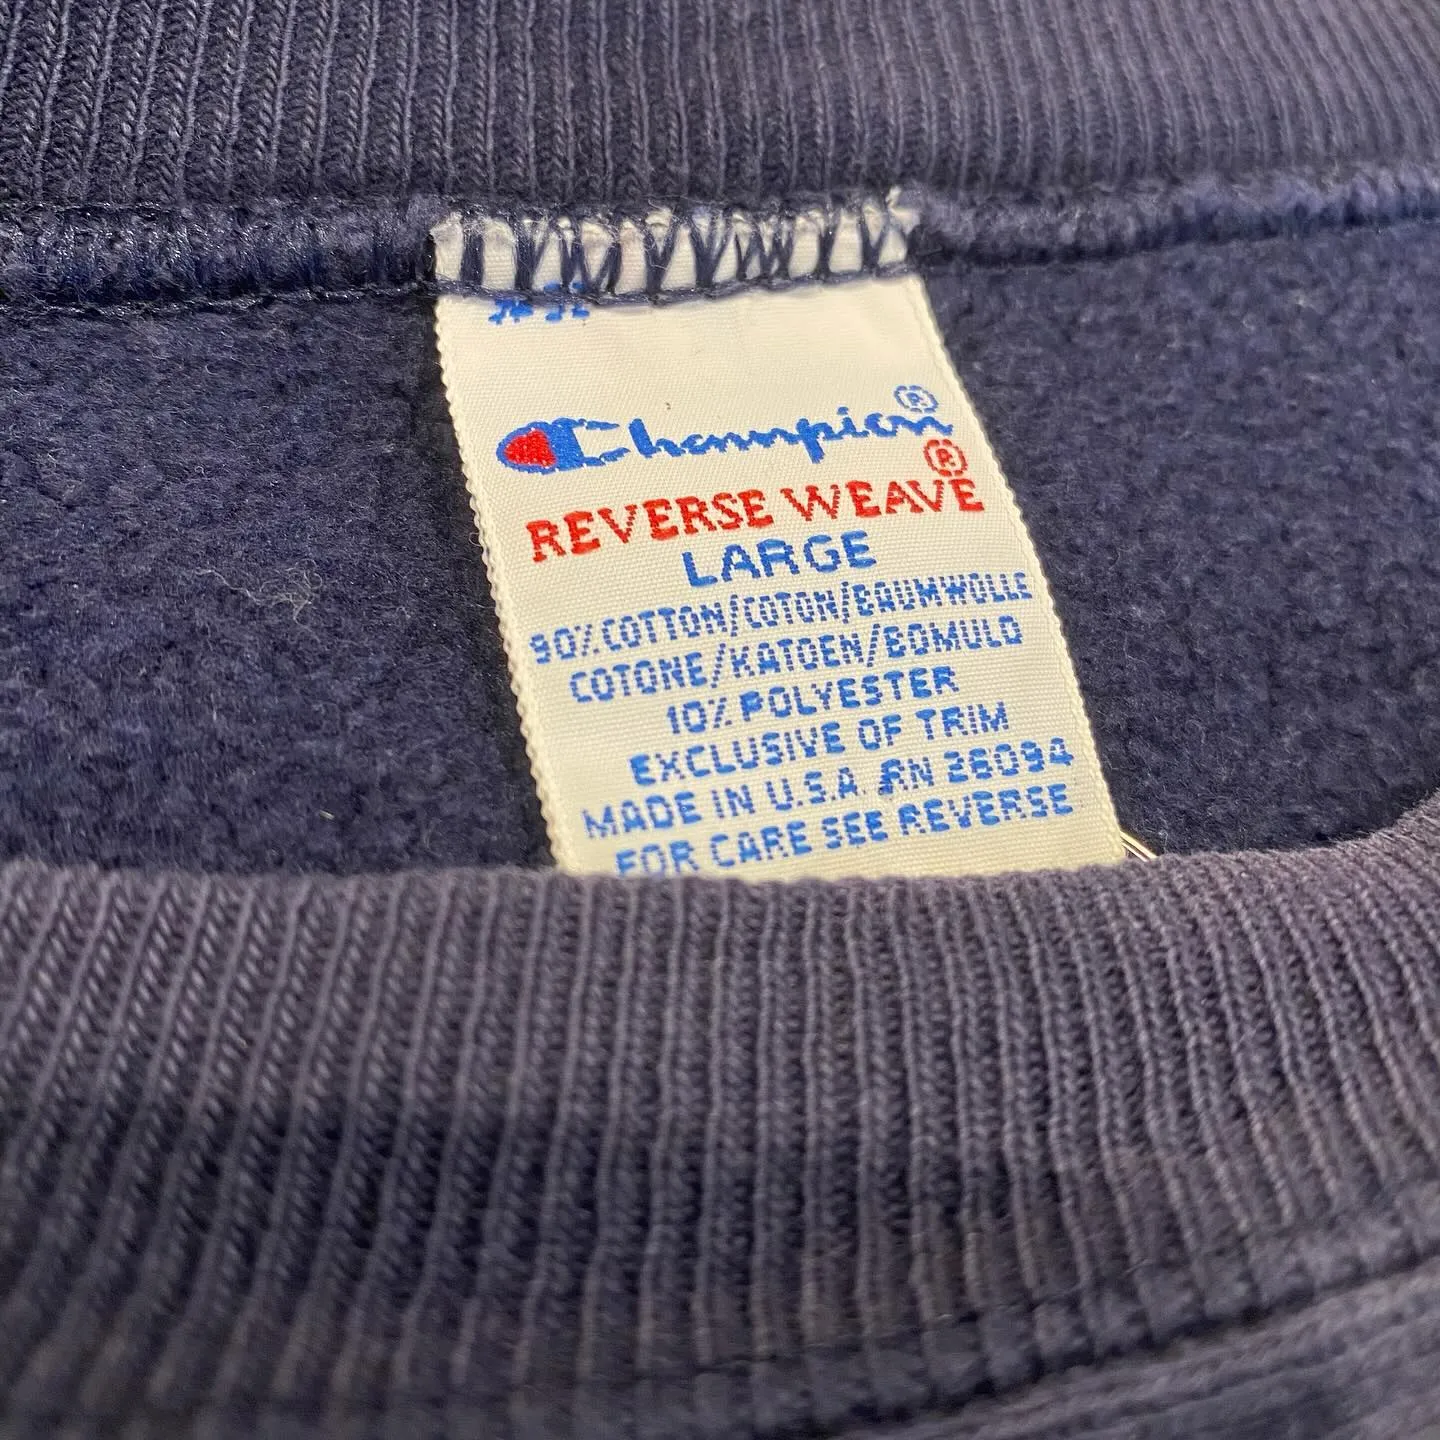 Champion®
REVERSE WEAVE®
LARGE
90% COTTON/COTON/BAUMWOLLE
COTONE/KATOEN/BOMULD
10% POLYESTER
EXCLUSIVE OF TRIM
MADE IN U.S.A. RN 26094
FOR CARE SEE REVERSE